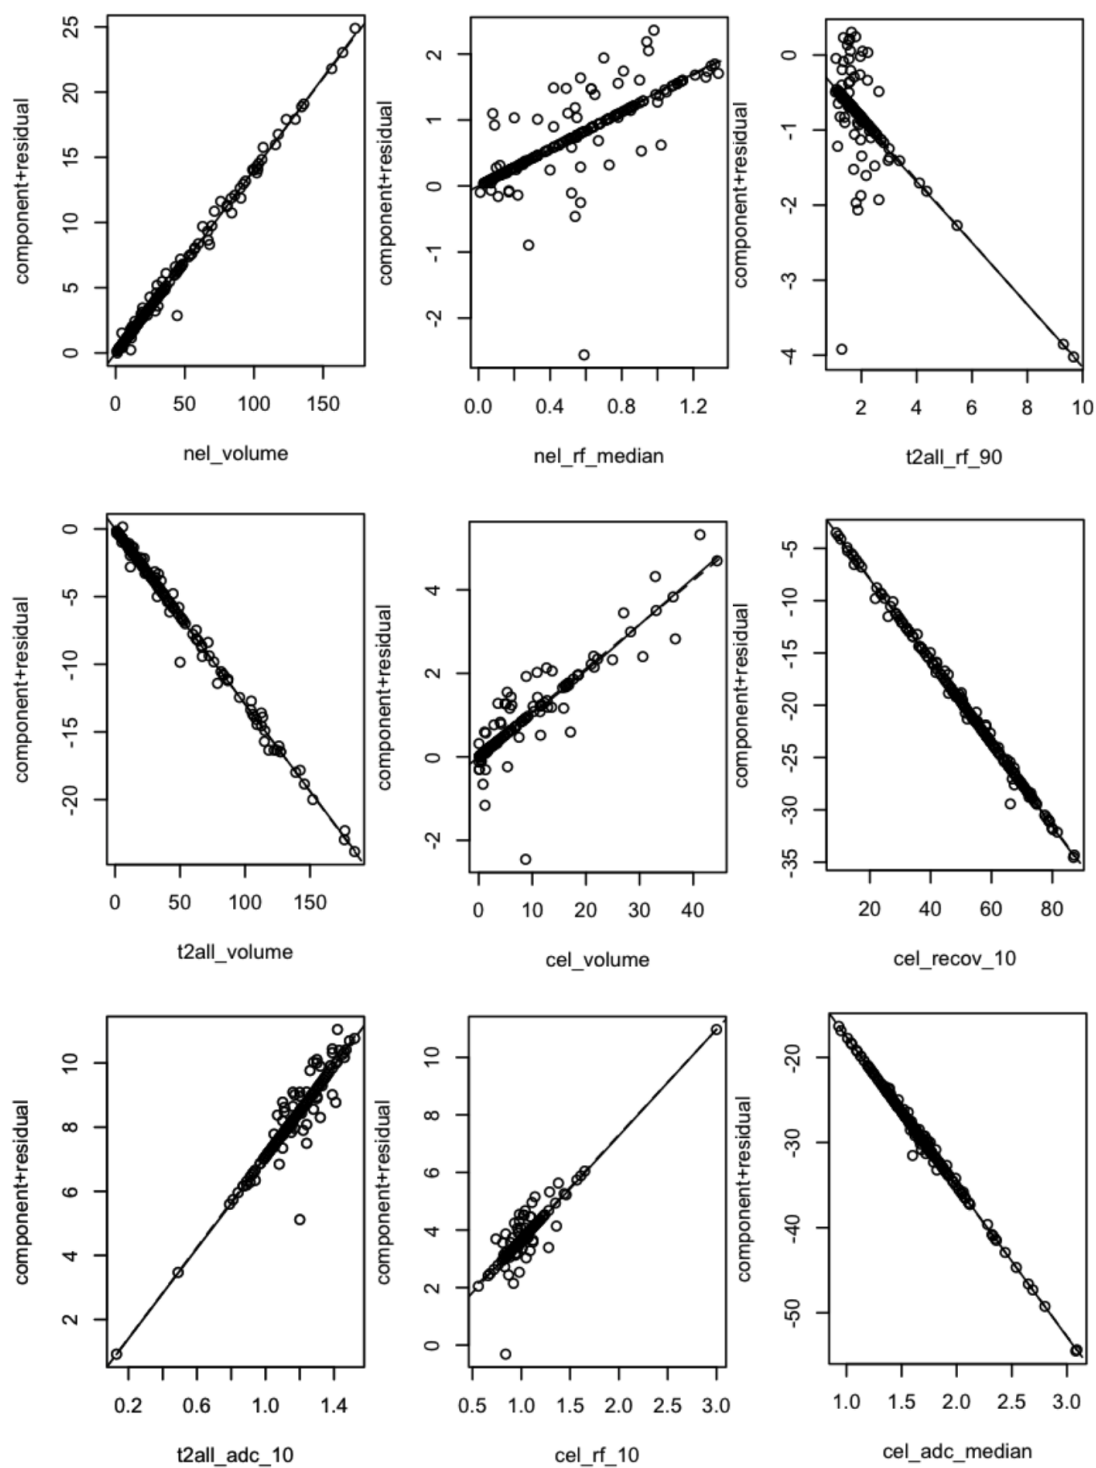 component+residual
25
20
15
10
5
0
0 50 100 150
nel_volume
component+residual
2
1
0
-1
-2
0.0 0.4 0.8 1.2
nel_rf_median
component+residual
0
-1
-2
-3
-4
2 4 6 8 10
t2all_rf_90
component+residual
0
-5
-10
-15
-20
0 50 100 150
t2all_volume
component+residual
4
2
0
-2
0 10 20 30 40
cel_volume
component+residual
-5
-10
-15
-20
-25
-30
-35
20 40 60 80
cel_recov_10
component+residual
10
8
6
4
2
0.2 0.6 1.0 1.4
t2all_adc_10
component+residual
10
8
6
4
2
0
0.5 1.0 1.5 2.0 2.5 3.0
cel_rf_10
component+residual
-20
-30
-40
-50
1.0 1.5 2.0 2.5 3.0
cel_adc_median